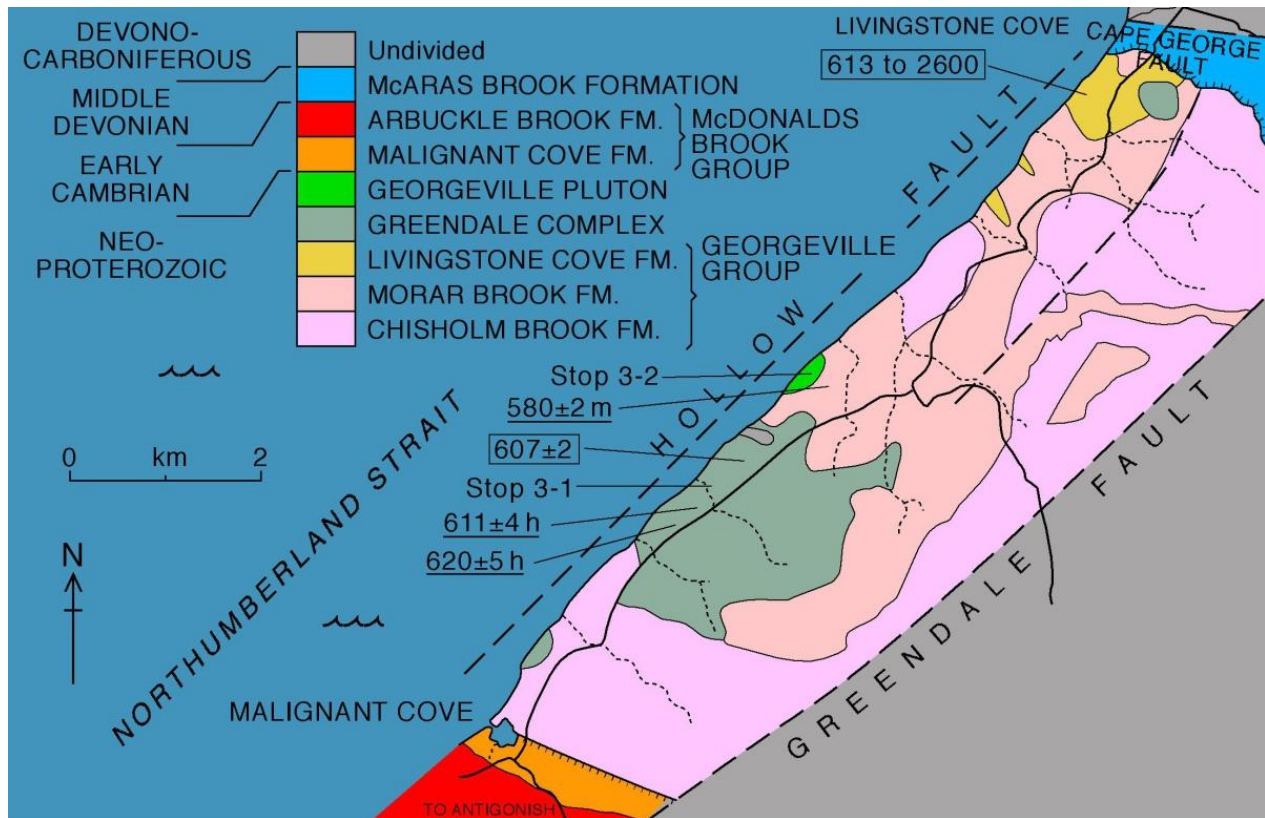 DEVONO-
CARBONIFEROUS
MIDDLE
DEVONIAN
EARLY
CAMBRIAN
NEO-
PROTEROZOIC
Undivided
McARAS BROOK FORMATION
ARBUCKLE BROOK FM.
MALIGNANT COVE FM.
McDONALDS
BROOK
GROUP
GEORGEVILLE PLUTON
GREENDALE COMPLEX
LIVINGSTONE COVE FM.
MORAR BROOK FM.
CHISHOLM BROOK FM.
GEORGEVILLE
GROUP
LIVINGSTONE COVE
613 to 2600
CAPE GEORGE
FAULT
HOLLOW FAULT
Stop 3-2
580±2 m
607±2
Stop 3-1
611±4 h
620±5 h
0 km 2
N
NORTHUMBERLAND STRAIT
GREENDALE FAULT
MALIGNANT COVE
TO ANTIGONISH